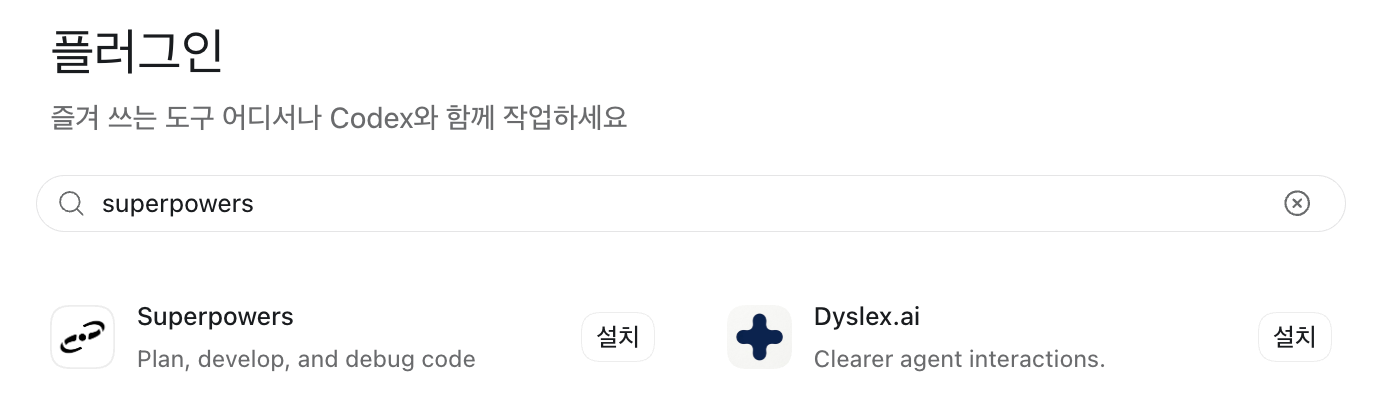 플러그인
즐겨 쓰는 도구 어디서나 Codex와 함께 작업하세요
superpowers
Superpowers
Plan, develop, and debug code
설치
Dyslex.ai
Clearer agent interactions.
설치